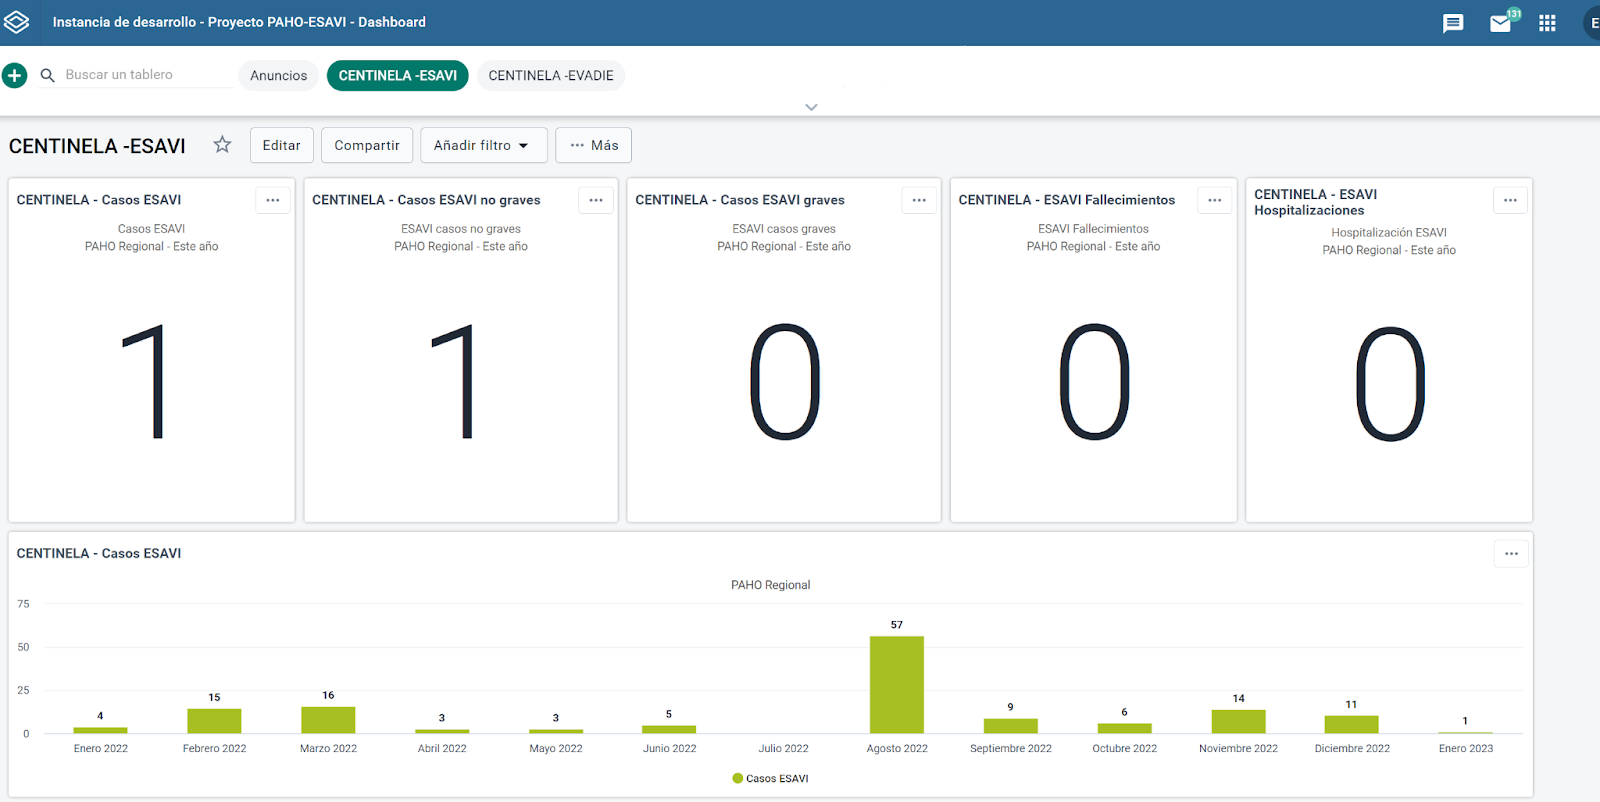 Instancia de desarrollo - Proyecto PAHO-ESAVI - Dashboard
131
E
Buscar un tablero
Anuncios
CENTINELA -ESAVI
CENTINELA -EVADIE
CENTINELA -ESAVI
Editar
Compartir
Añadir filtro
Más
CENTINELA - Casos ESAVI
Casos ESAVI
PAHO Regional - Este año
1
CENTINELA - Casos ESAVI no graves
ESAVI casos no graves
PAHO Regional - Este año
1
CENTINELA - Casos ESAVI graves
ESAVI casos graves
PAHO Regional - Este año
0
CENTINELA - ESAVI Fallecimientos
ESAVI Fallecimientos
PAHO Regional - Este año
0
CENTINELA - ESAVI
Hospitalizaciones
Hospitalización ESAVI
PAHO Regional - Este año
0
CENTINELA - Casos ESAVI
PAHO Regional
75
50
25
0
4
15
16
3
3
5
57
9
6
14
11
1
Enero 2022
Febrero 2022
Marzo 2022
Abril 2022
Mayo 2022
Junio 2022
Julio 2022
Agosto 2022
Septiembre 2022
Octubre 2022
Noviembre 2022
Diciembre 2022
Enero 2023
Casos ESAVI